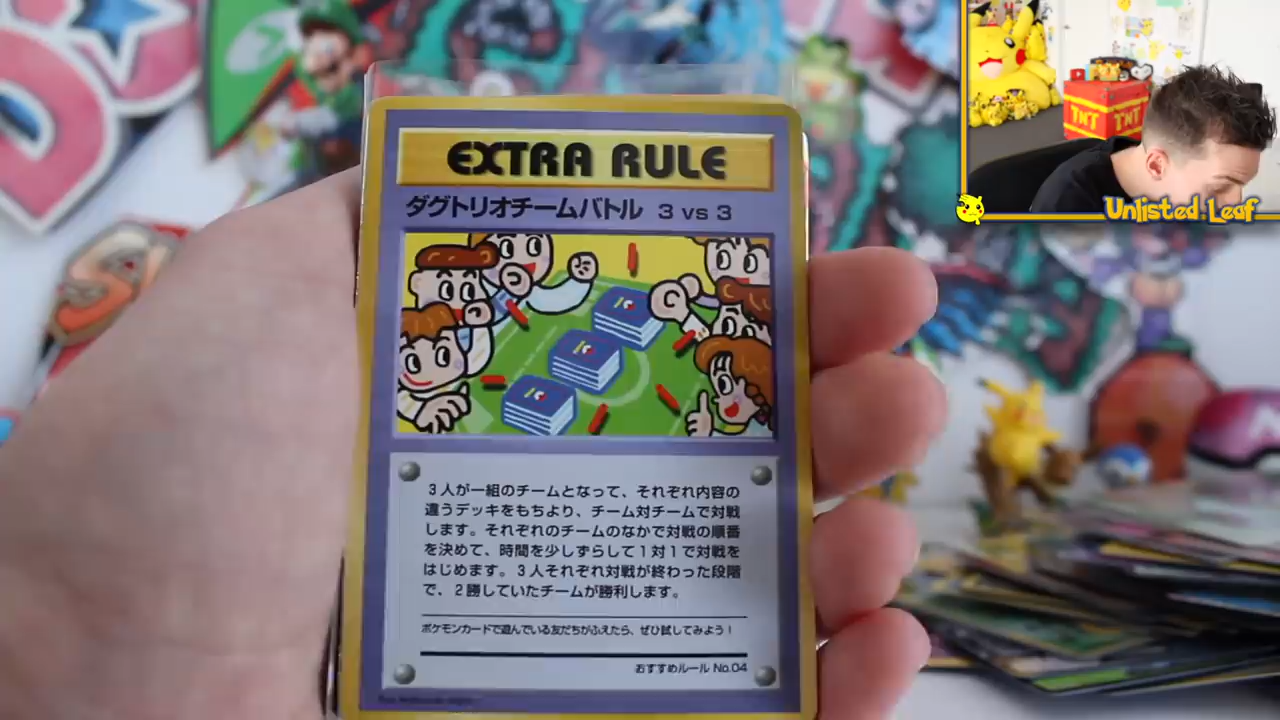 EXTRA RULE
ダグトリオチームバトル 3 vs 3
3人が一組のチームとなって、それぞれ内容の
違うデッキをもちより、チーム対チームで対戦
します。それぞれのチームのなかで対戦の順番
を決めて、時間を少しずらして1対1で対戦を
はじめます。3人それぞれ対戦が終わった段階
で、2勝していたチームが勝利します。
ポケモンカードで遊んでいる友だちがふえたら、ぜひ試してみよう!
おすすめルール No.04
TNT
TNT
Unlisted Leaf